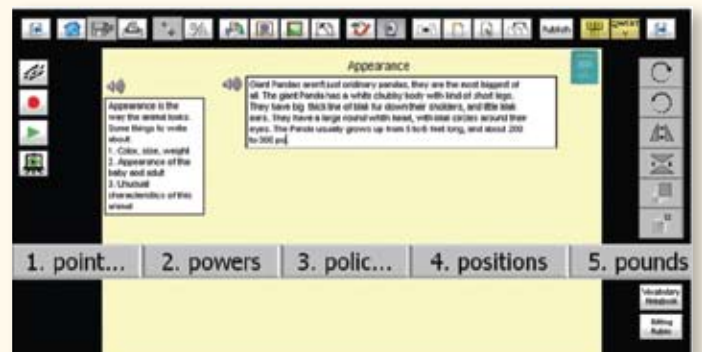 Publish
QWERTY
Appearance
Appearance is the
way the animal looks.
Some things to write
about:
1. Color, size, weight
2. Appearance of the
baby and adult
3. Unusual
characteristics of this
animal
Giant Pandas aren't just ordinary pandas, they are the most biggest of
all. The giant Panda has a white chubby body with kind of short legs.
They have big thick line of blak fur down their sholders, and little blak
ears. They have a large round whith head, with blak circles around their
eyes. The Panda usually grows up from 5 to 6 feet long, and about 200
to 300 po
1. point... 2. powers 3. polic... 4. positions 5. pounds
Vocabulary
Notebook